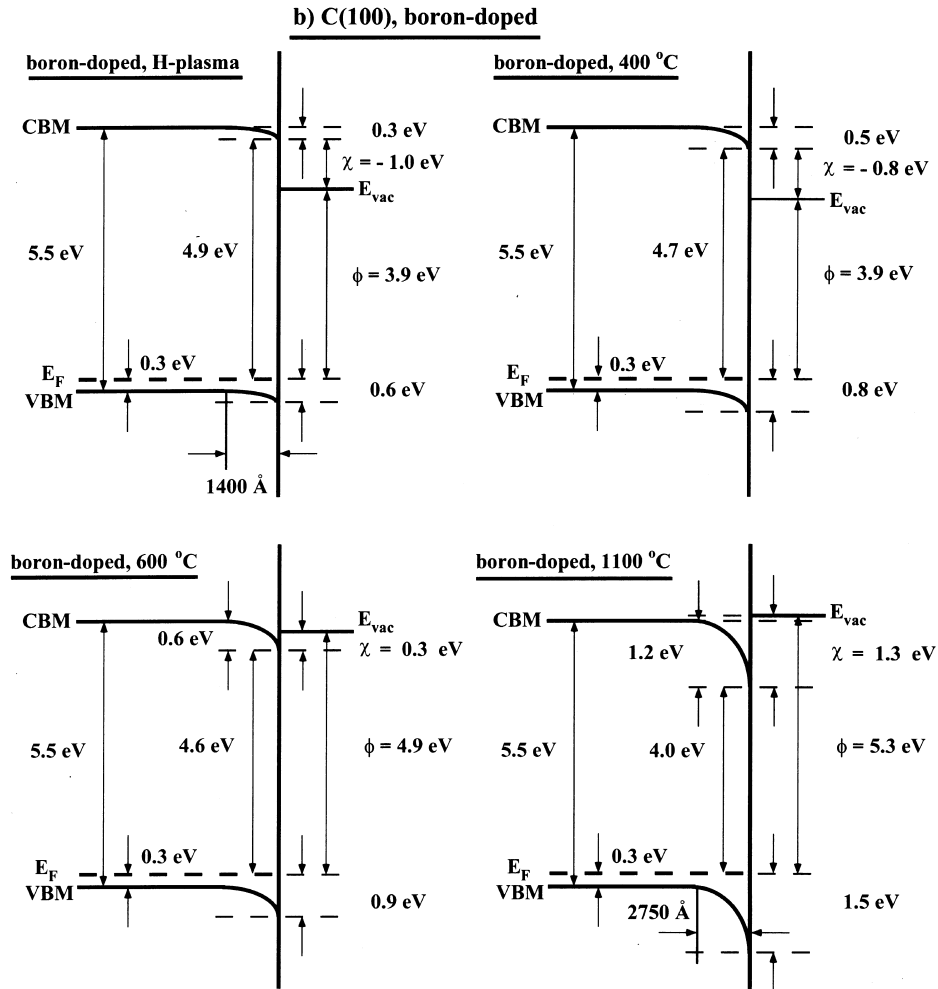 b) C(100), boron-doped
boron-doped, H-plasma
CBM
0.3 eV
χ = - 1.0 eV
E_vac
5.5 eV
4.9 eV
ϕ = 3.9 eV
0.3 eV
E_F
VBM
0.6 eV
1400 Å
boron-doped, 400 °C
CBM
0.5 eV
χ = - 0.8 eV
E_vac
5.5 eV
4.7 eV
ϕ = 3.9 eV
0.3 eV
E_F
VBM
0.8 eV
boron-doped, 600 °C
CBM
E_vac
0.6 eV
χ = 0.3 eV
5.5 eV
4.6 eV
ϕ = 4.9 eV
0.3 eV
E_F
VBM
0.9 eV
boron-doped, 1100 °C
CBM
E_vac
1.2 eV
χ = 1.3 eV
5.5 eV
4.0 eV
ϕ = 5.3 eV
0.3 eV
E_F
VBM
2750 Å
1.5 eV